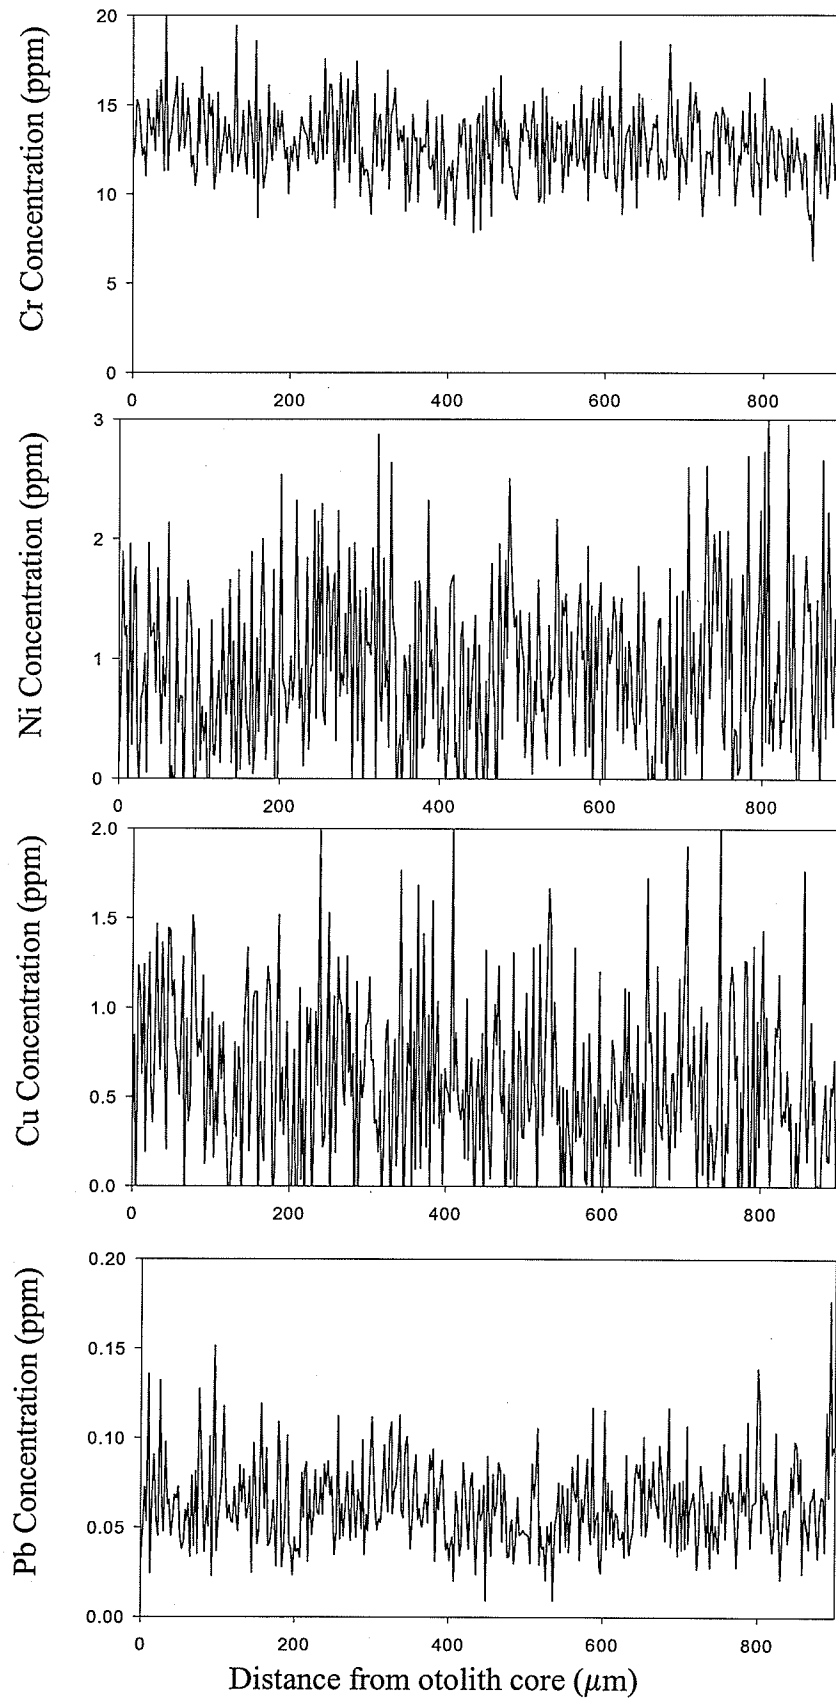 20
15
10
5
0
Cr Concentration (ppm)
0 200 400 600 800
3
2
1
0
Ni Concentration (ppm)
0 200 400 600 800
2.0
1.5
1.0
0.5
0.0
Cu Concentration (ppm)
0 200 400 600 800
0.20
0.15
0.10
0.05
0.00
Pb Concentration (ppm)
0 200 400 600 800
Distance from otolith core (μm)